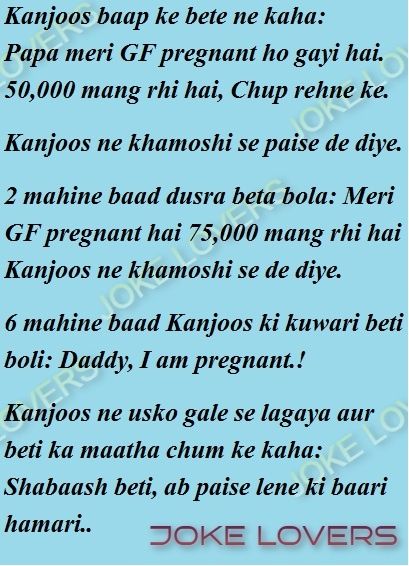 Kanjoos baap ke bete ne kaha:
Papa meri GF pregnant ho gayi hai.
50,000 mang rhi hai, Chup rehne ke.
Kanjoos ne khamoshi se paise de diye.
2 mahine baad dusra beta bola: Meri
GF pregnant hai 75,000 mang rhi hai
Kanjoos ne khamoshi se de diye.
6 mahine baad Kanjoos ki kuwari beti
boli: Daddy, I am pregnant.!
Kanjoos ne usko gale se lagaya aur
beti ka maatha chum ke kaha:
Shabaash beti, ab paise lene ki baari
hamari..
JOKE LOVERS